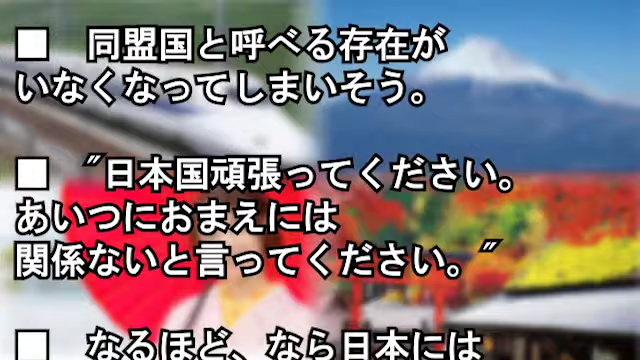 ■　同盟国と呼べる存在が
いなくなってしまいそう。
■　"日本国頑張ってください。
あいつにおまえには
関係ないと言ってください。"
■　なるほど、なら日本には